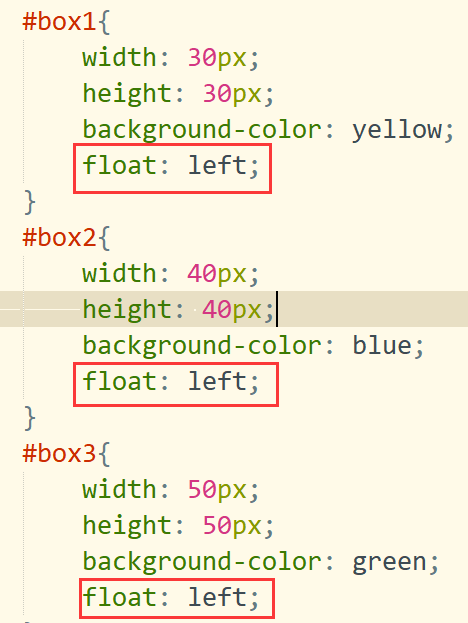 #box1{
width: 30px;
height: 30px;
background-color: yellow;
float: left;
}
#box2{
width: 40px;
height: 40px;
background-color: blue;
float: left;
}
#box3{
width: 50px;
height: 50px;
background-color: green;
float: left;